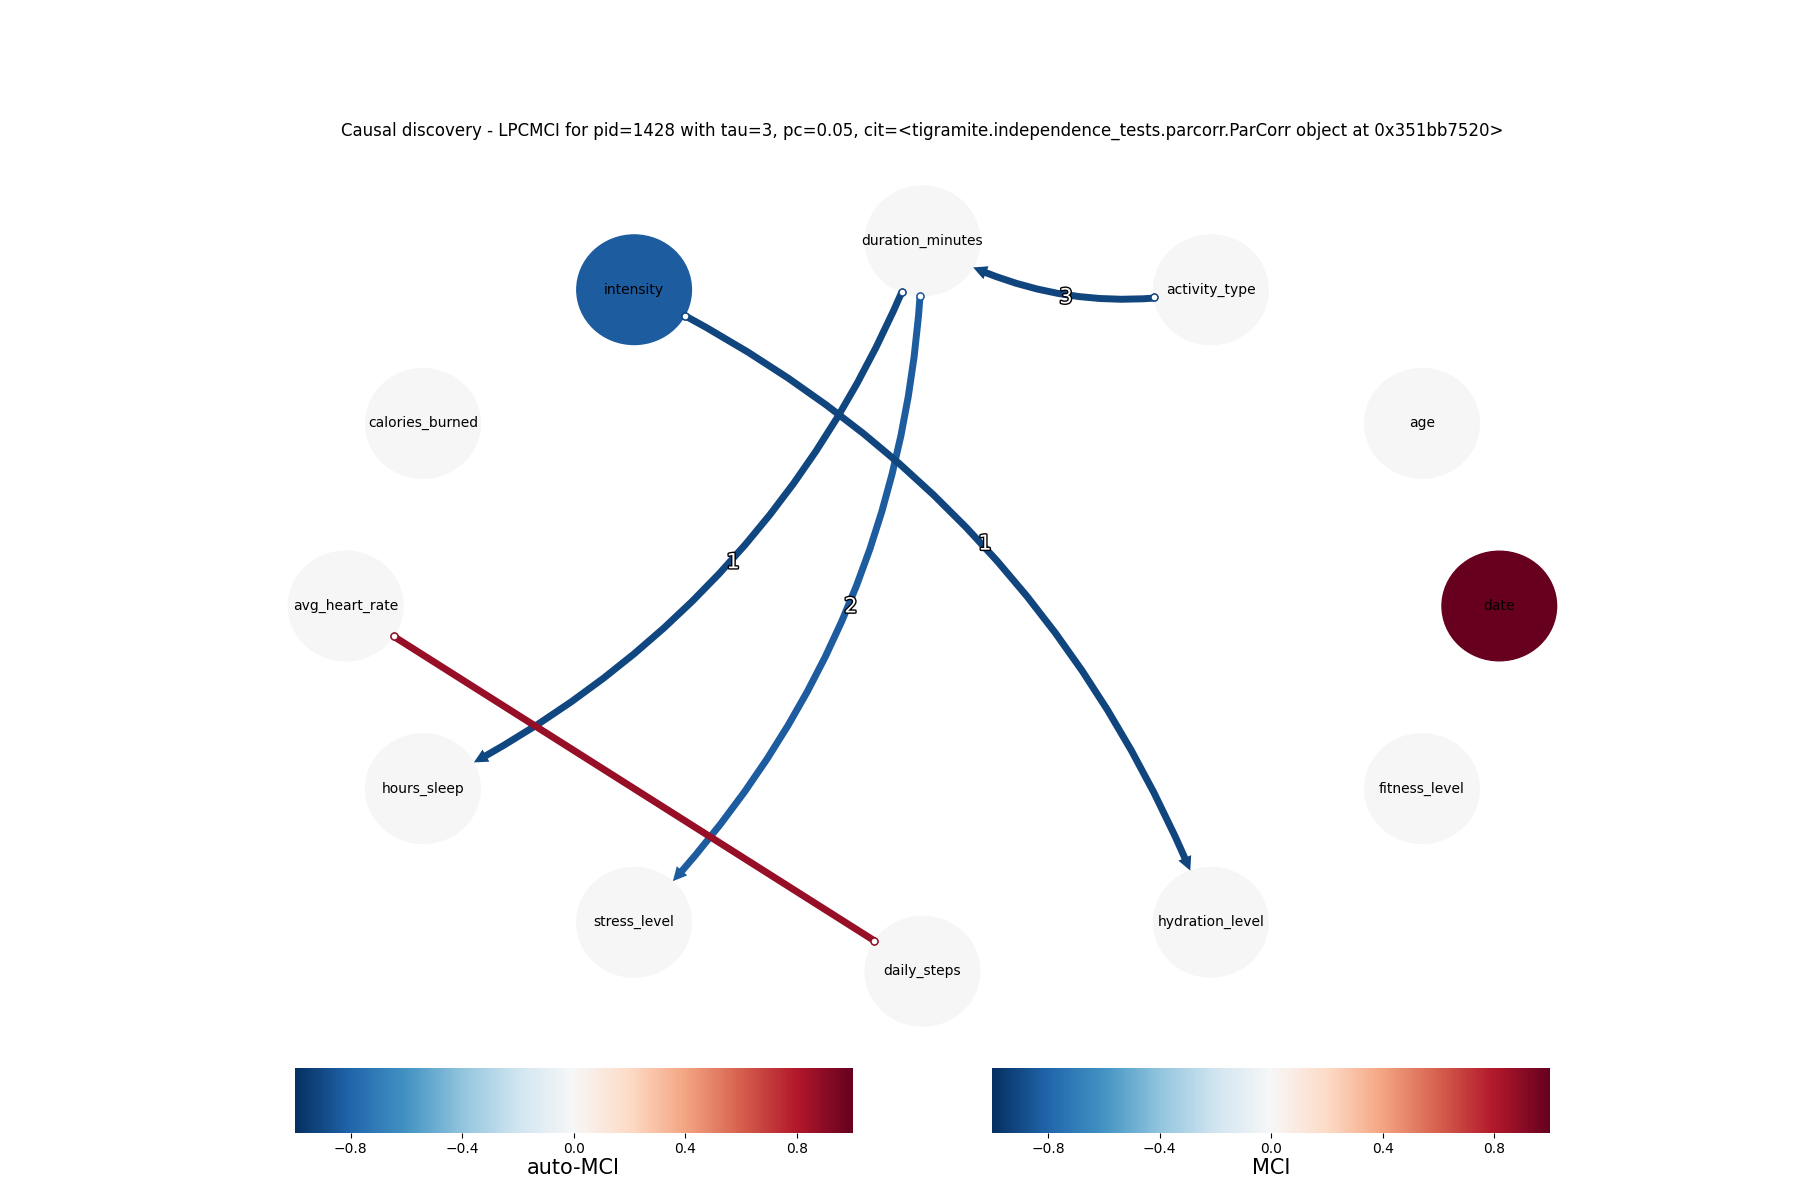 Causal discovery - LPCMCI for pid=1428 with tau=3, pc=0.05, cit=<tigramite.independence_tests.parcorr.ParCorr object at 0x351bb7520>
duration_minutes
intensity
activity_type
3
calories_burned
age
1
1
avg_heart_rate
2
date
hours_sleep
fitness_level
stress_level
hydration_level
daily_steps
−0.8 −0.4 0.0 0.4 0.8
auto-MCI
−0.8 −0.4 0.0 0.4 0.8
MCI